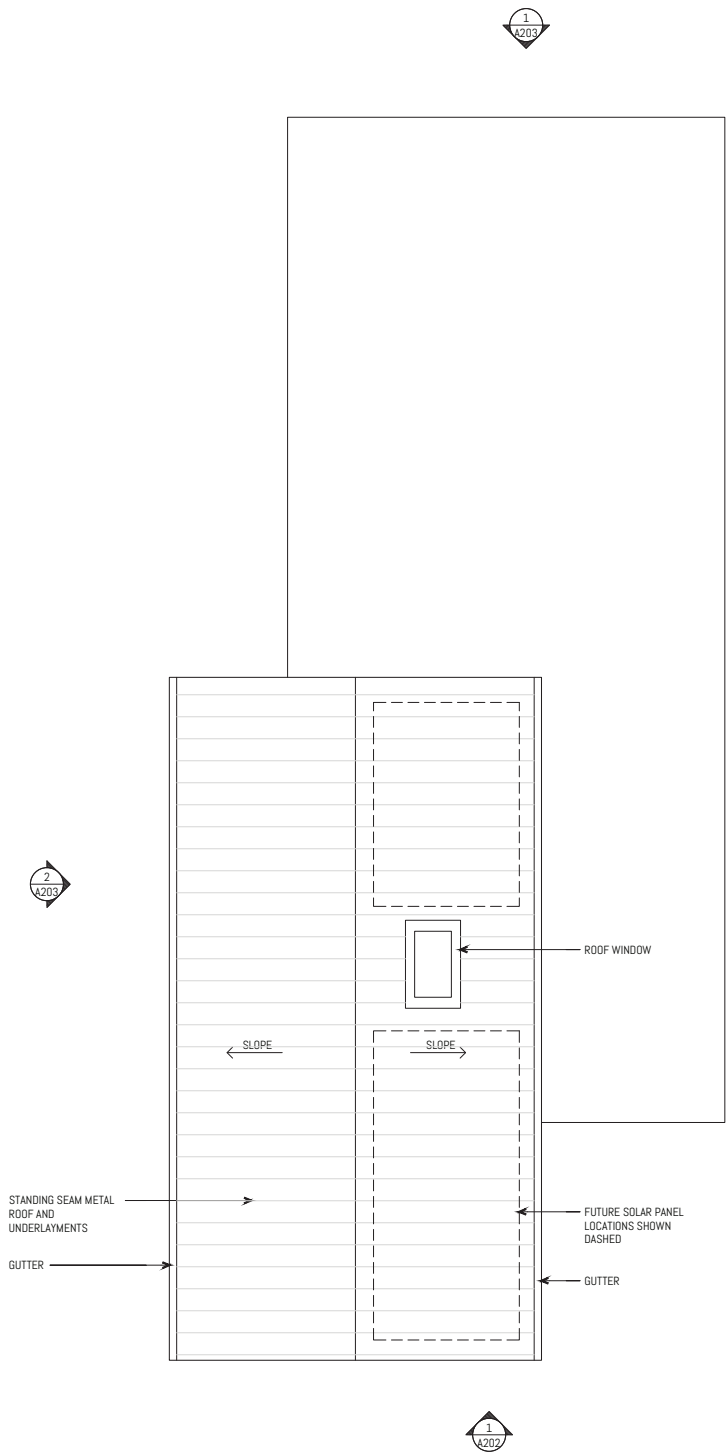 1
A203
2
A203
ROOF WINDOW
SLOPE
SLOPE
STANDING SEAM METAL
ROOF AND
UNDERLAYMENTS
GUTTER
FUTURE SOLAR PANEL
LOCATIONS SHOWN
DASHED
GUTTER
1
A202